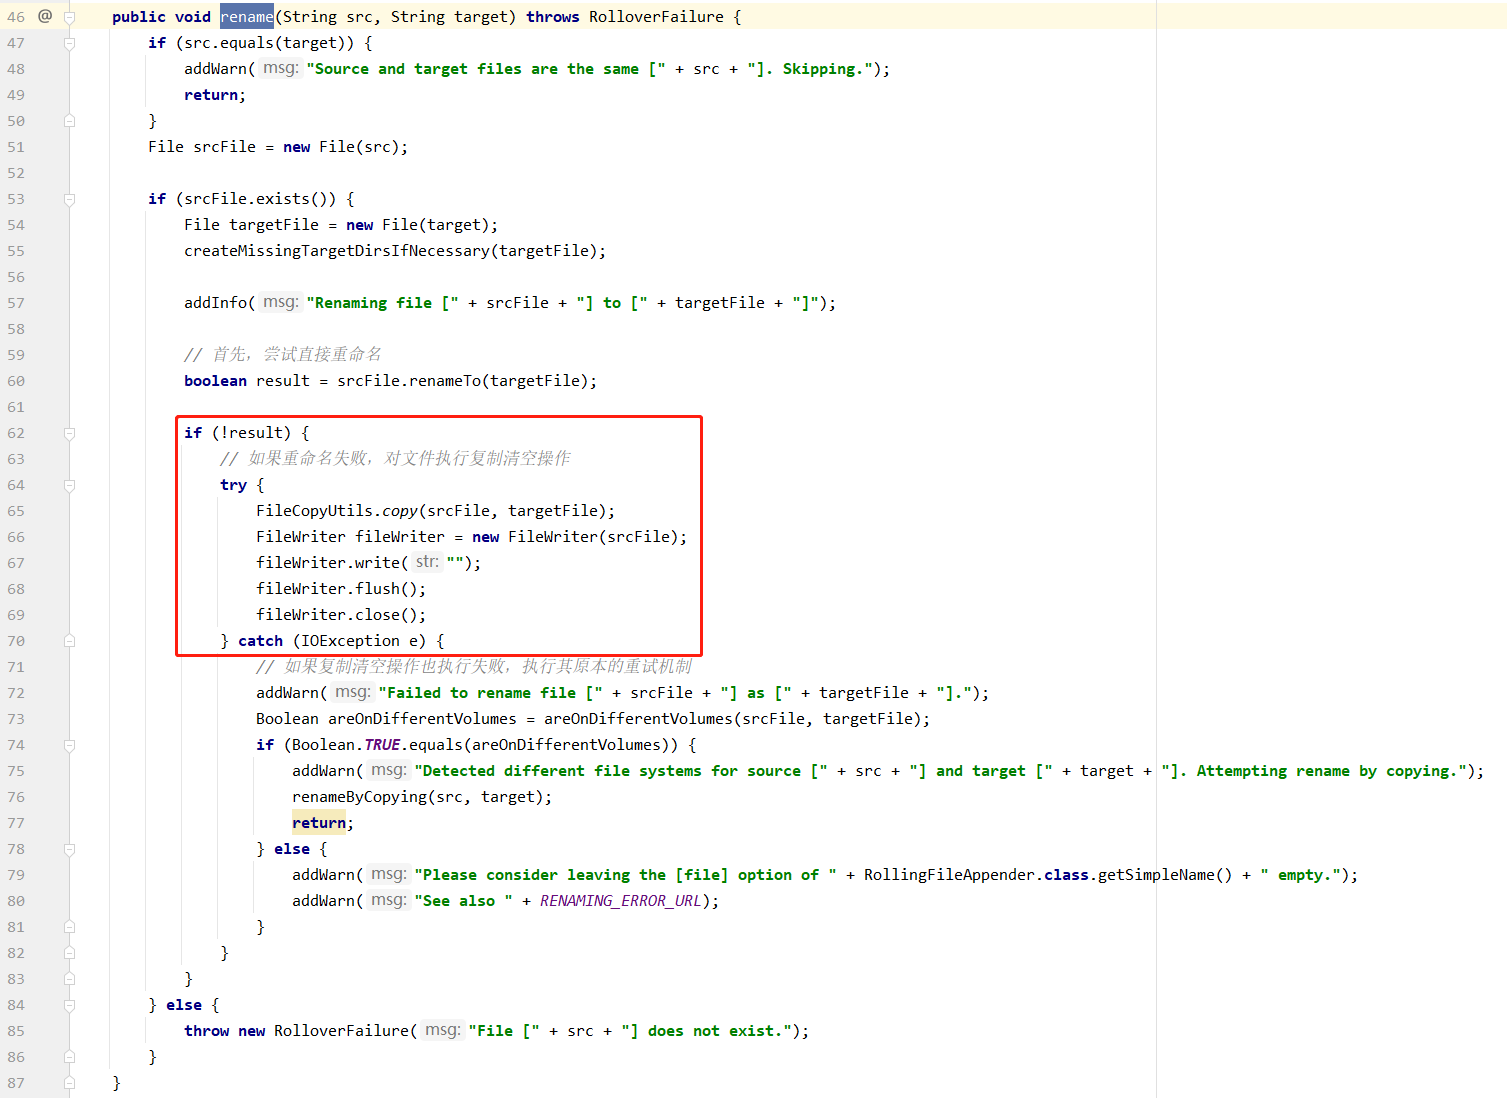 46 @ public void rename(String src, String target) throws RolloverFailure {
47 if (src.equals(target)) {
48 addWarn( msg: "Source and target files are the same [" + src + "]. Skipping.");
49 return;
50 }
51 File srcFile = new File(src);
52
53 if (srcFile.exists()) {
54 File targetFile = new File(target);
55 createMissingTargetDirsIfNecessary(targetFile);
56
57 addInfo( msg: "Renaming file [" + srcFile + "] to [" + targetFile + "]");
58
59 // 首先，尝试直接重命名
60 boolean result = srcFile.renameTo(targetFile);
61
62 if (!result) {
63 // 如果重命名失败，对文件执行复制清空操作
64 try {
65 FileCopyUtils.copy(srcFile, targetFile);
66 FileWriter fileWriter = new FileWriter(srcFile);
67 fileWriter.write( str: "");
68 fileWriter.flush();
69 fileWriter.close();
70 } catch (IOException e) {
71 // 如果复制清空操作也执行失败，执行其原本的重试机制
72 addWarn( msg: "Failed to rename file [" + srcFile + "] as [" + targetFile + "].");
73 Boolean areOnDifferentVolumes = areOnDifferentVolumes(srcFile, targetFile);
74 if (Boolean.TRUE.equals(areOnDifferentVolumes)) {
75 addWarn( msg: "Detected different file systems for source [" + src + "] and target [" + target + "]. Attempting rename by copying.");
76 renameByCopying(src, target);
77 return;
78 } else {
79 addWarn( msg: "Please consider leaving the [file] option of " + RollingFileAppender.class.getSimpleName() + " empty.");
80 addWarn( msg: "See also " + RENAMING_ERROR_URL);
81 }
82 }
83 }
84 } else {
85 throw new RolloverFailure( msg: "File [" + src + "] does not exist.");
86 }
87 }